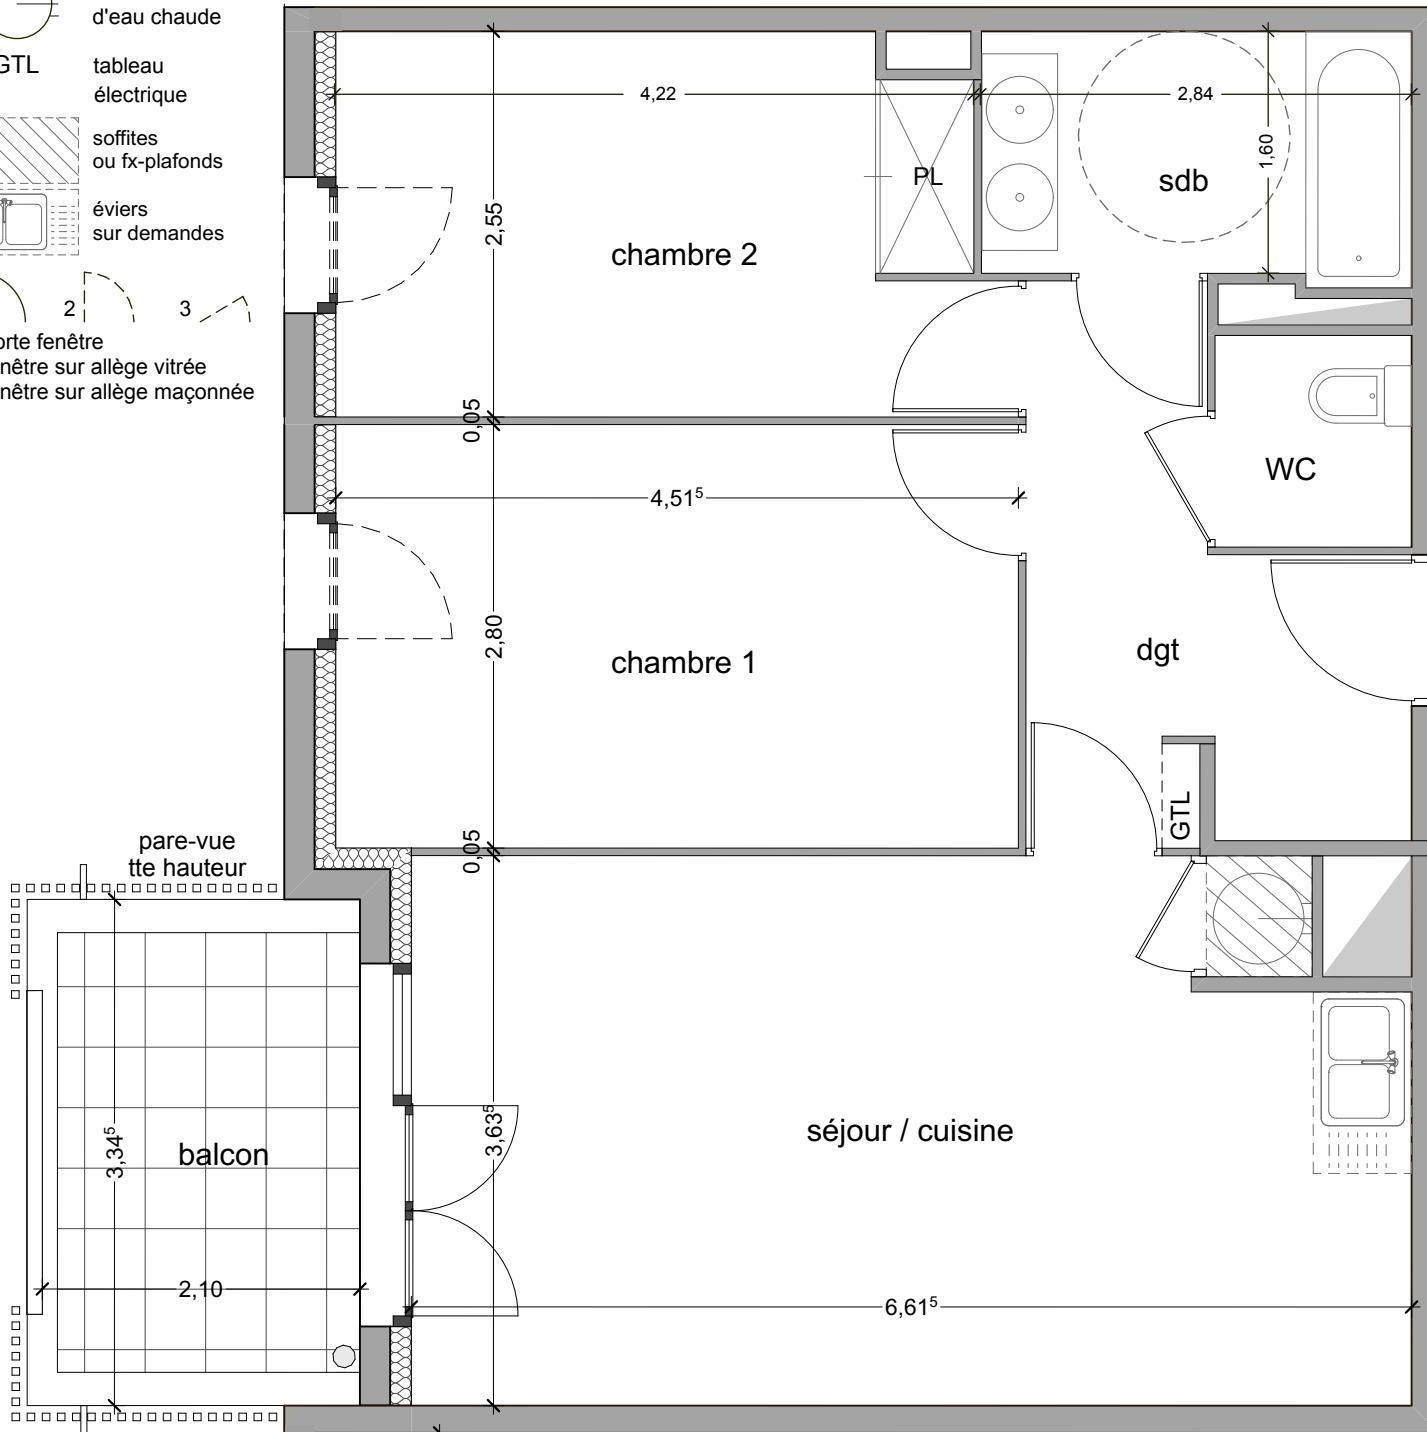 d'eau chaude
GTL
tableau
électrique
soffites
ou fx-plafonds
éviers
sur demandes
2
3
orte fenêtre
nêtre sur allège vitrée
nêtre sur allège maçonnée
4,22
2,84
1,60
PL
sdb
2,55
chambre 2
0,05
4,51⁵
WC
2,80
chambre 1
dgt
GTL
0,05
pare-vue
tte hauteur
3,34⁵
balcon
3,63⁵
séjour / cuisine
2,10
6,61⁵